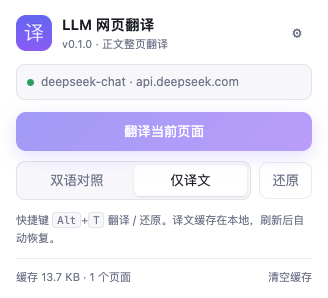 译
LLM 网页翻译
v0.1.0 · 正文整页翻译
deepseek-chat · api.deepseek.com
翻译当前页面
双语对照 仅译文 还原
快捷键 Alt+T 翻译 / 还原。译文缓存在本地，刷新后自
动恢复。
缓存 13.7 KB · 1 个页面 清空缓存